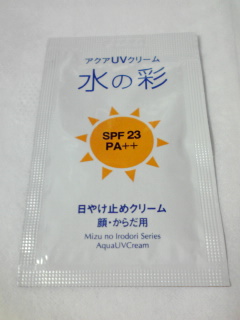 アクアUVクリーム
水の彩
SPF 23
PA++
日やけ止めクリーム
顔・からだ用
Mizu no Irodori Series
AquaUVCream